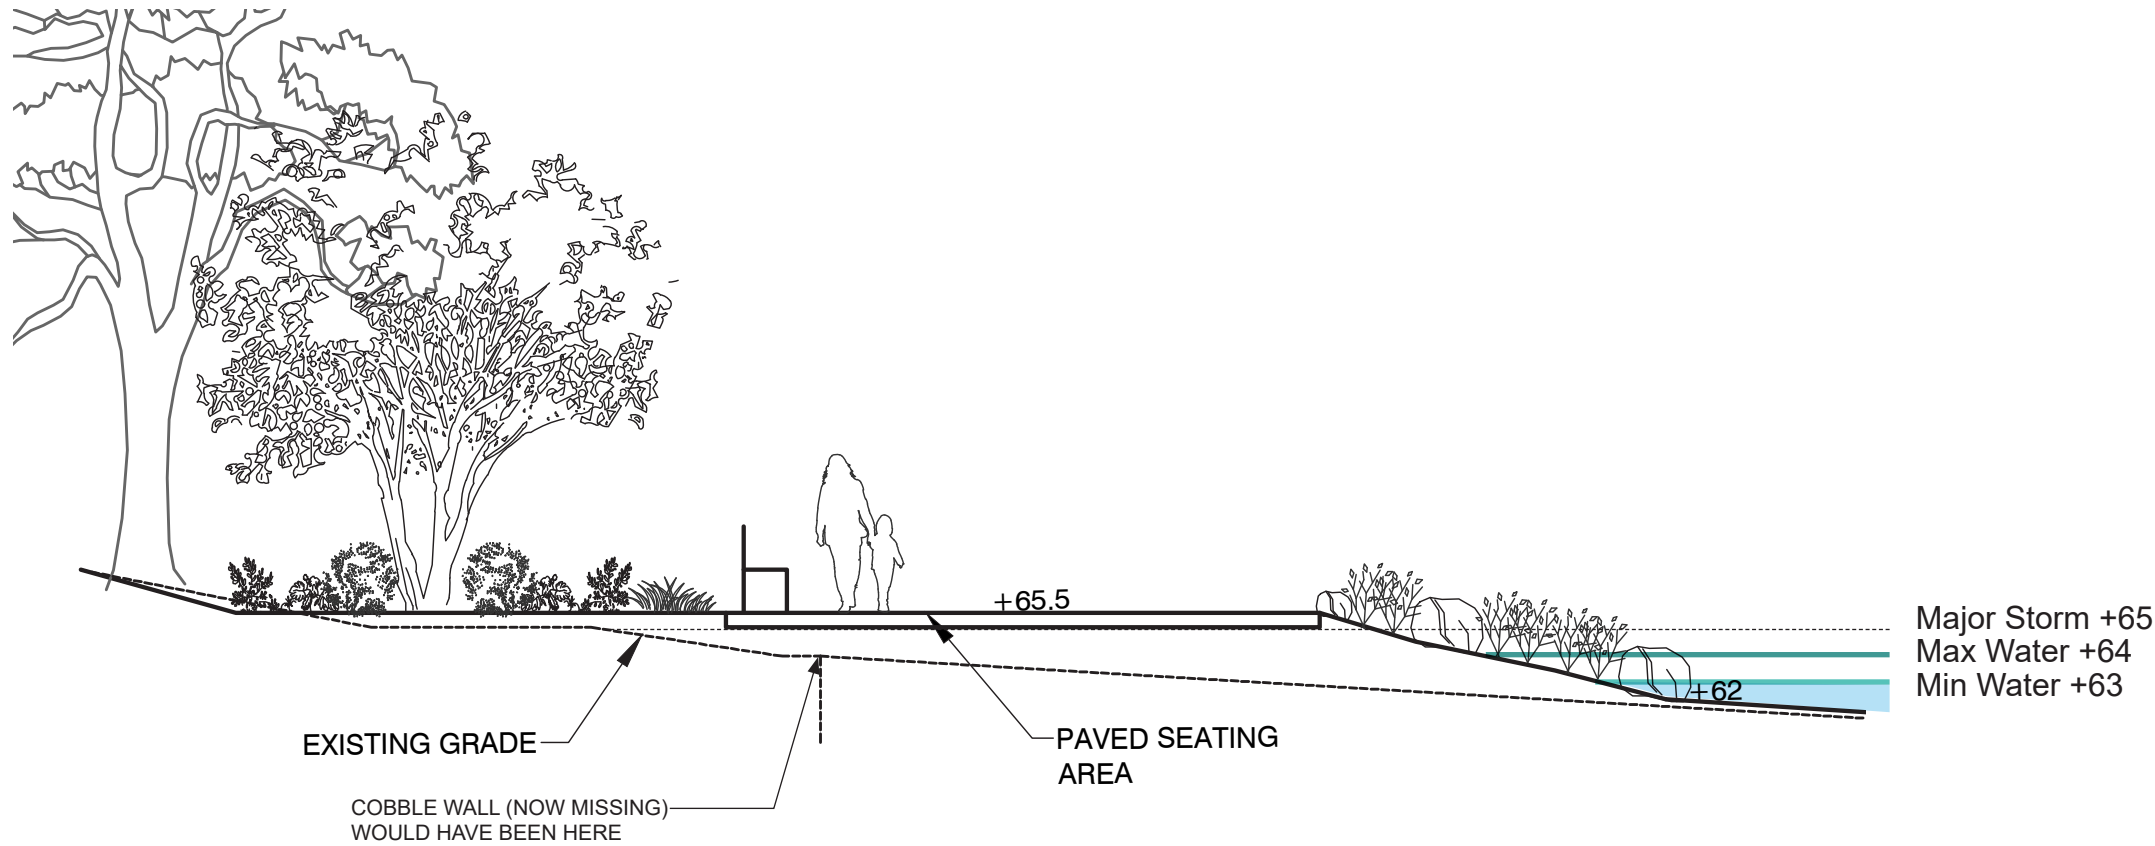 +65.5
Major Storm +65
Max Water +64
Min Water +63
+62
EXISTING GRADE
PAVED SEATING
AREA
COBBLE WALL (NOW MISSING)
WOULD HAVE BEEN HERE